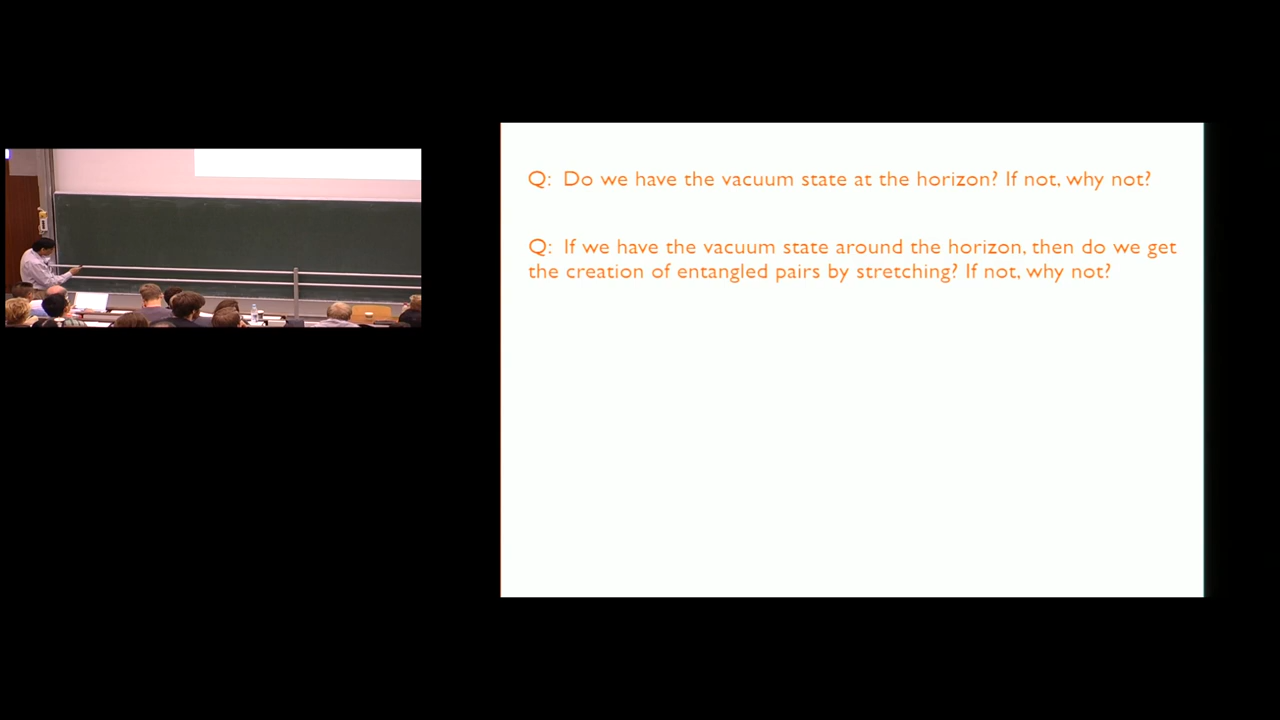 Q: Do we have the vacuum state at the horizon? If not, why not?
Q: If we have the vacuum state around the horizon, then do we get
the creation of entangled pairs by stretching? If not, why not?